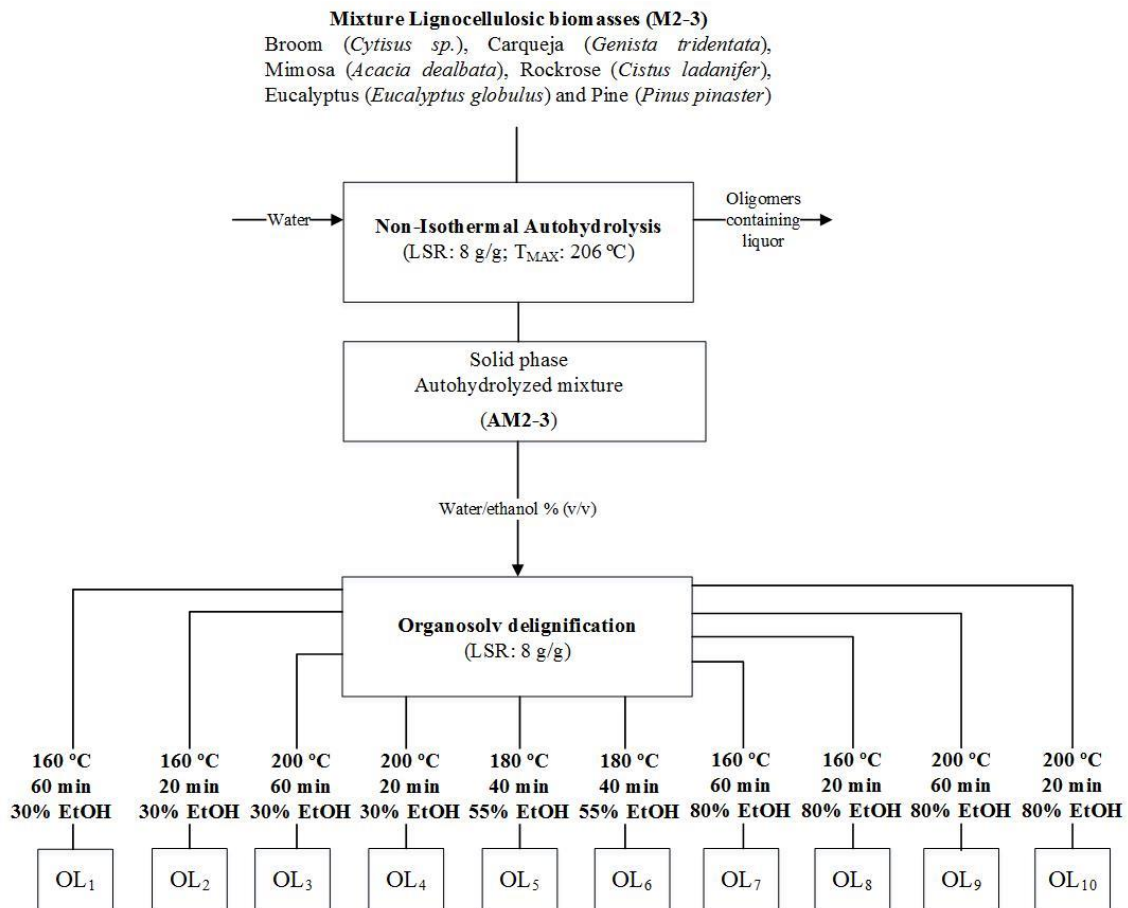 Mixture Lignocellulosic biomasses (M2-3)
Broom (Cytisus sp.), Carqueja (Genista tridentata),
Mimosa (Acacia dealbata), Rockrose (Cistus ladanifer),
Eucalyptus (Eucalyptus globulus) and Pine (Pinus pinaster)
Water
Non-Isothermal Autohydrolysis
(LSR: 8 g/g; TMAX: 206 ºC)
Oligomers
containing
liquor
Solid phase
Autohydrolyzed mixture
(AM2-3)
Water/ethanol % (v/v)
Organosolv delignification
(LSR: 8 g/g)
160 ºC
60 min
30% EtOH
OL1
160 ºC
20 min
30% EtOH
OL2
200 ºC
60 min
30% EtOH
OL3
200 ºC
20 min
30% EtOH
OL4
180 ºC
40 min
55% EtOH
OL5
180 ºC
40 min
55% EtOH
OL6
160 ºC
60 min
80% EtOH
OL7
160 ºC
20 min
80% EtOH
OL8
200 ºC
60 min
80% EtOH
OL9
200 ºC
20 min
80% EtOH
OL10